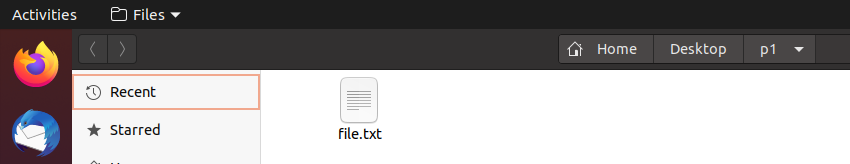 Activities Files
Home Desktop p1
Recent
Starred
file.txt